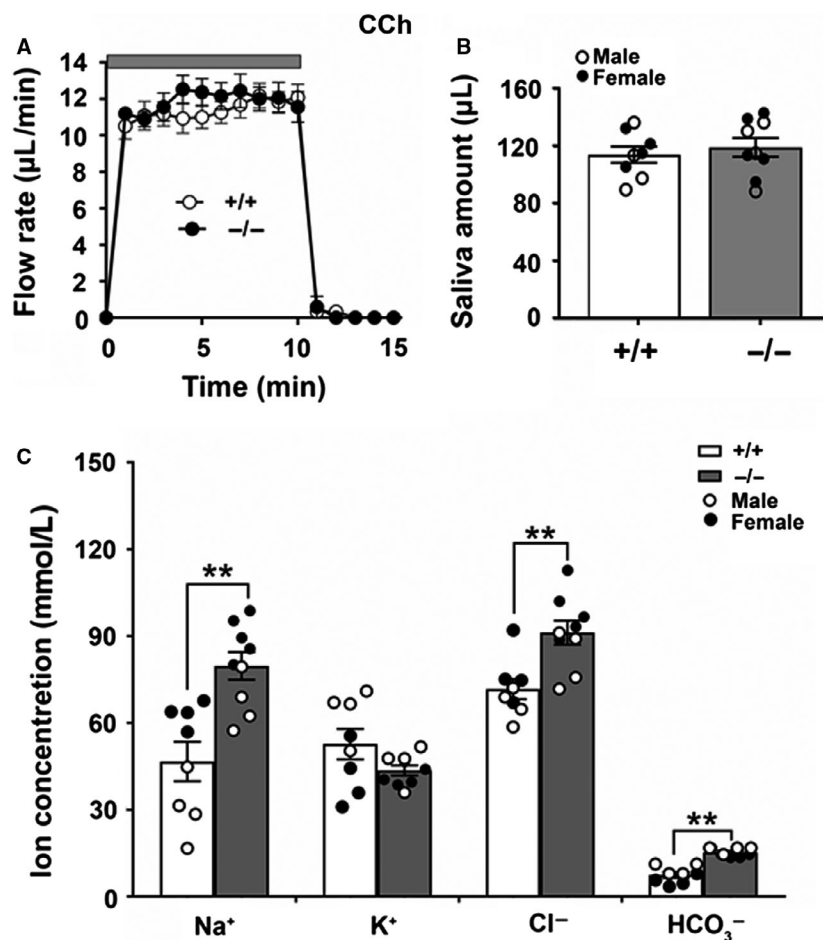 CCh
A
14
12
10
8
6
4
2
0
Flow rate (µL/min)
+/+
−/−
0 5 10 15
Time (min)
B
Male
Female
160
120
80
40
0
Saliva amount (µL)
+/+ −/−
C
150
120
90
60
30
0
Ion concentretion (mmol/L)
+/+
−/−
Male
Female
** ** **
Na⁺ K⁺ Cl⁻ HCO₃⁻